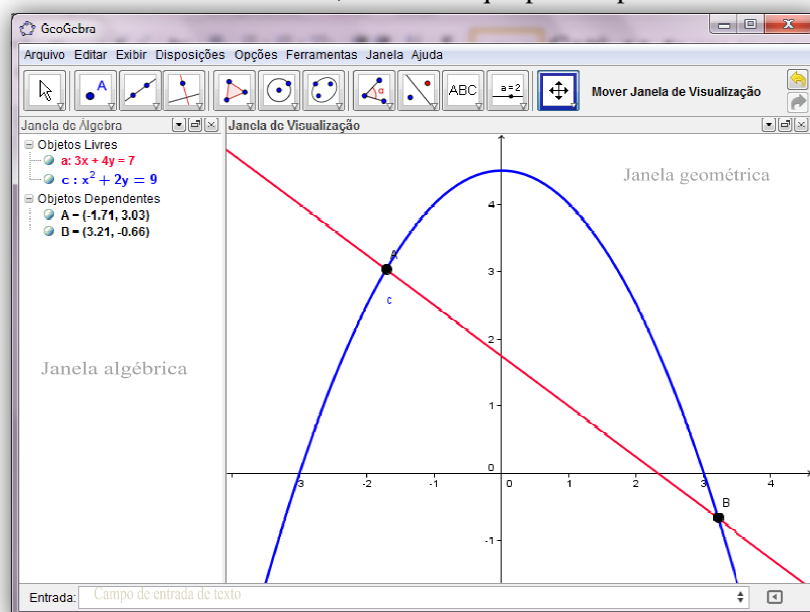 GeoGebra
Arquivo Editar Exibir Disposições Opções Ferramentas Janela Ajuda
A α ABC a=2 Mover Janela de Visualização
Janela de Álgebra
Janela de Visualização
Objetos Livres
a: 3x + 4y = 7
c : x² + 2y = 9
Objetos Dependentes
A = (-1.71, 3.03)
B = (3.21, -0.66)
Janela geométrica
4
A
3
c
2
Janela algébrica
1
0
-3 -2 -1 0 1 2 3 4
B
-1
Entrada: Campo de entrada de texto